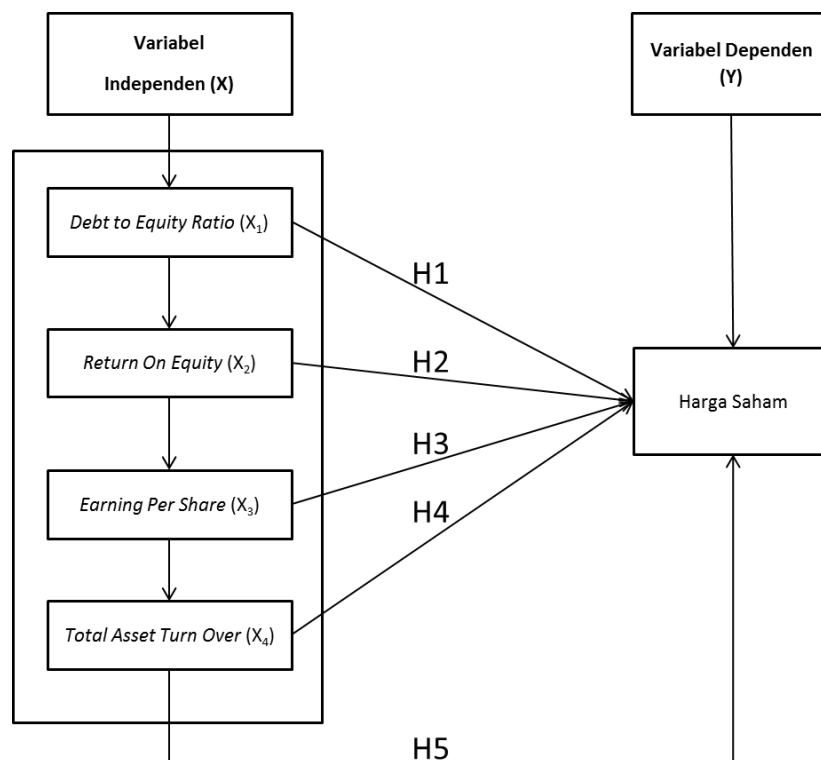 Variabel
Independen (X)
Variabel Dependen
(Y)
Debt to Equity Ratio (X₁)
H1
Return On Equity (X₂)
H2
Harga Saham
H3
Earning Per Share (X₃)
H4
Total Asset Turn Over (X₄)
H5